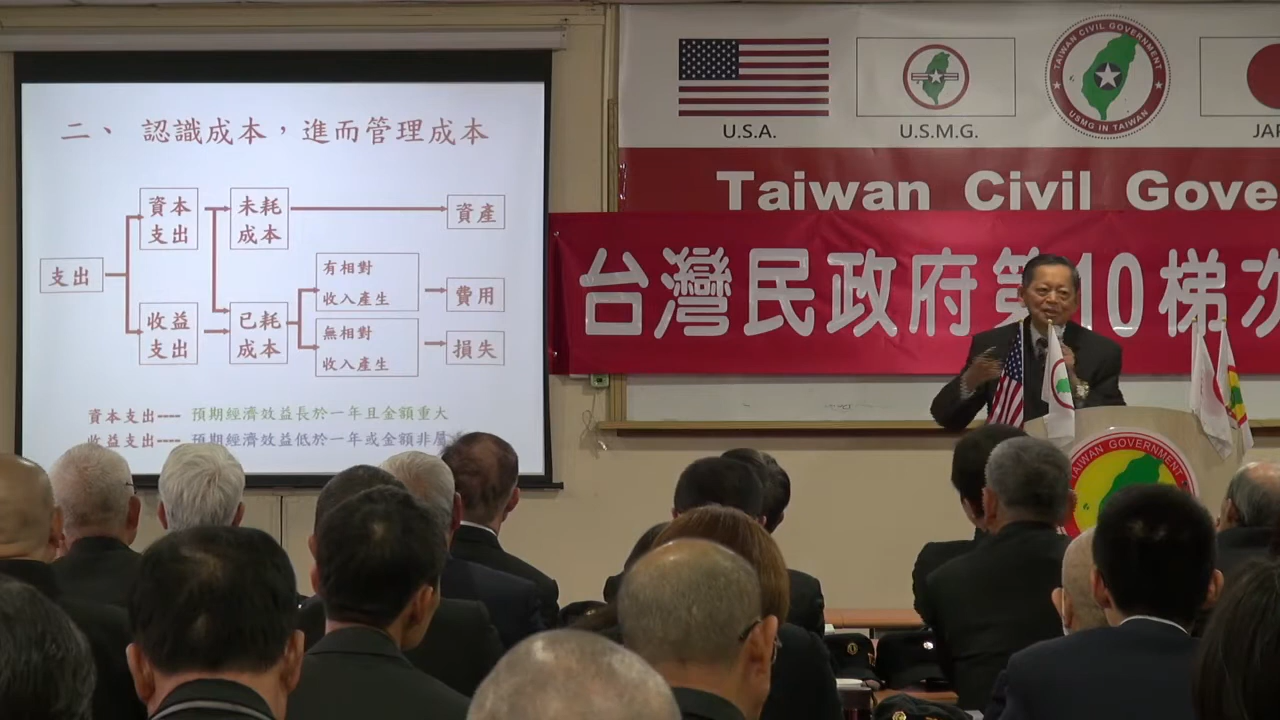 二、 認識成本，進而管理成本
支出
資本
支出
未耗
成本
資產
收益
支出
已耗
成本
有相對
收入產生
費用
無相對
收入產生
損失
資本支出---- 預期經濟效益長於一年且金額重大
收益支出---- 預期經濟效益低於一年或金額非屬
U.S.A.
U.S.M.G.
TAIWAN CIVIL GOVERNMENT
USMG IN TAIWAN
JAP
Taiwan Civil Gove
台灣民政府第10梯次
TAIWAN GOVERNMENT